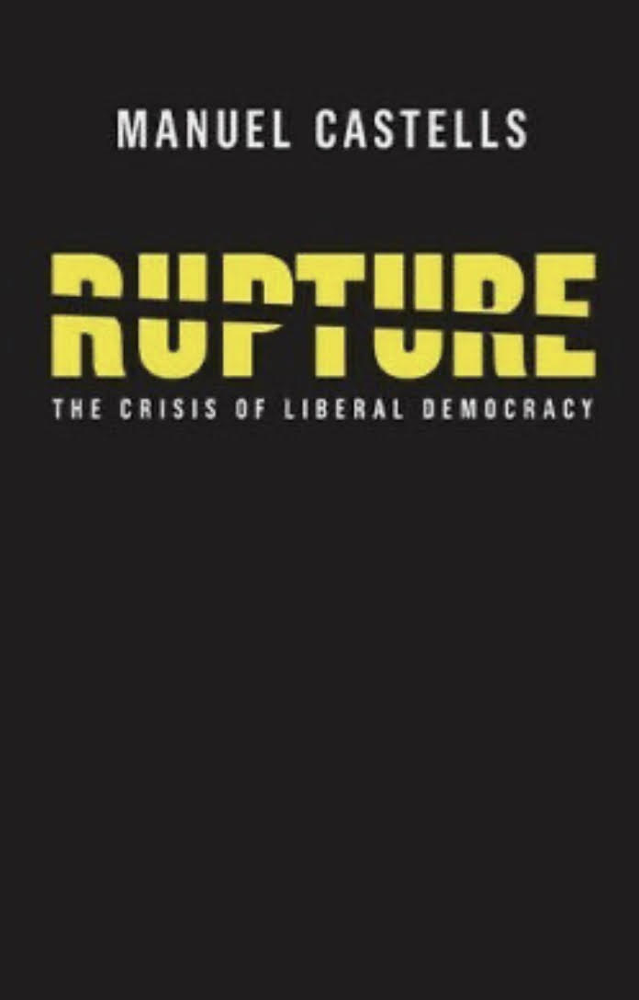 MANUEL CASTELLS
RUPTURE
THE CRISIS OF LIBERAL DEMOCRACY